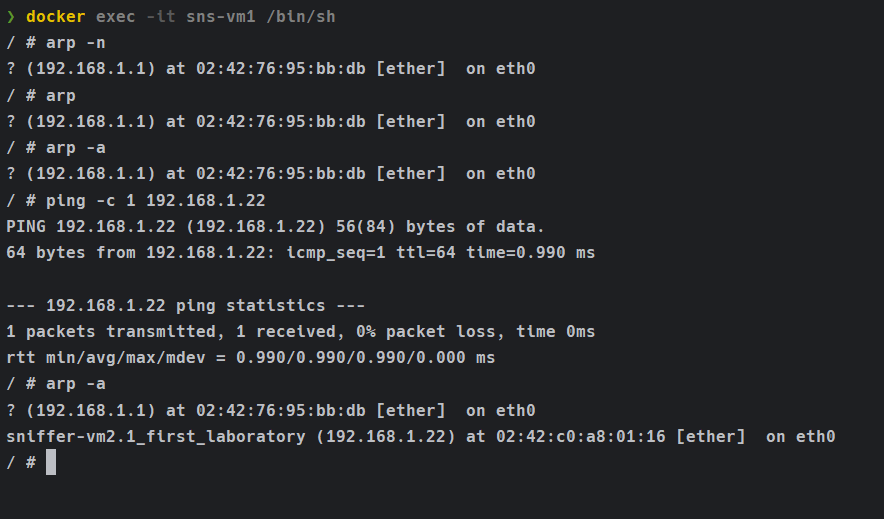 ❯ docker exec -it sns-vm1 /bin/sh
/ # arp -n
? (192.168.1.1) at 02:42:76:95:bb:db [ether]  on eth0
/ # arp
? (192.168.1.1) at 02:42:76:95:bb:db [ether]  on eth0
/ # arp -a
? (192.168.1.1) at 02:42:76:95:bb:db [ether]  on eth0
/ # ping -c 1 192.168.1.22
PING 192.168.1.22 (192.168.1.22) 56(84) bytes of data.
64 bytes from 192.168.1.22: icmp_seq=1 ttl=64 time=0.990 ms
--- 192.168.1.22 ping statistics ---
1 packets transmitted, 1 received, 0% packet loss, time 0ms
rtt min/avg/max/mdev = 0.990/0.990/0.990/0.000 ms
/ # arp -a
? (192.168.1.1) at 02:42:76:95:bb:db [ether]  on eth0
sniffer-vm2.1_first_laboratory (192.168.1.22) at 02:42:c0:a8:01:16 [ether]  on eth0
/ #